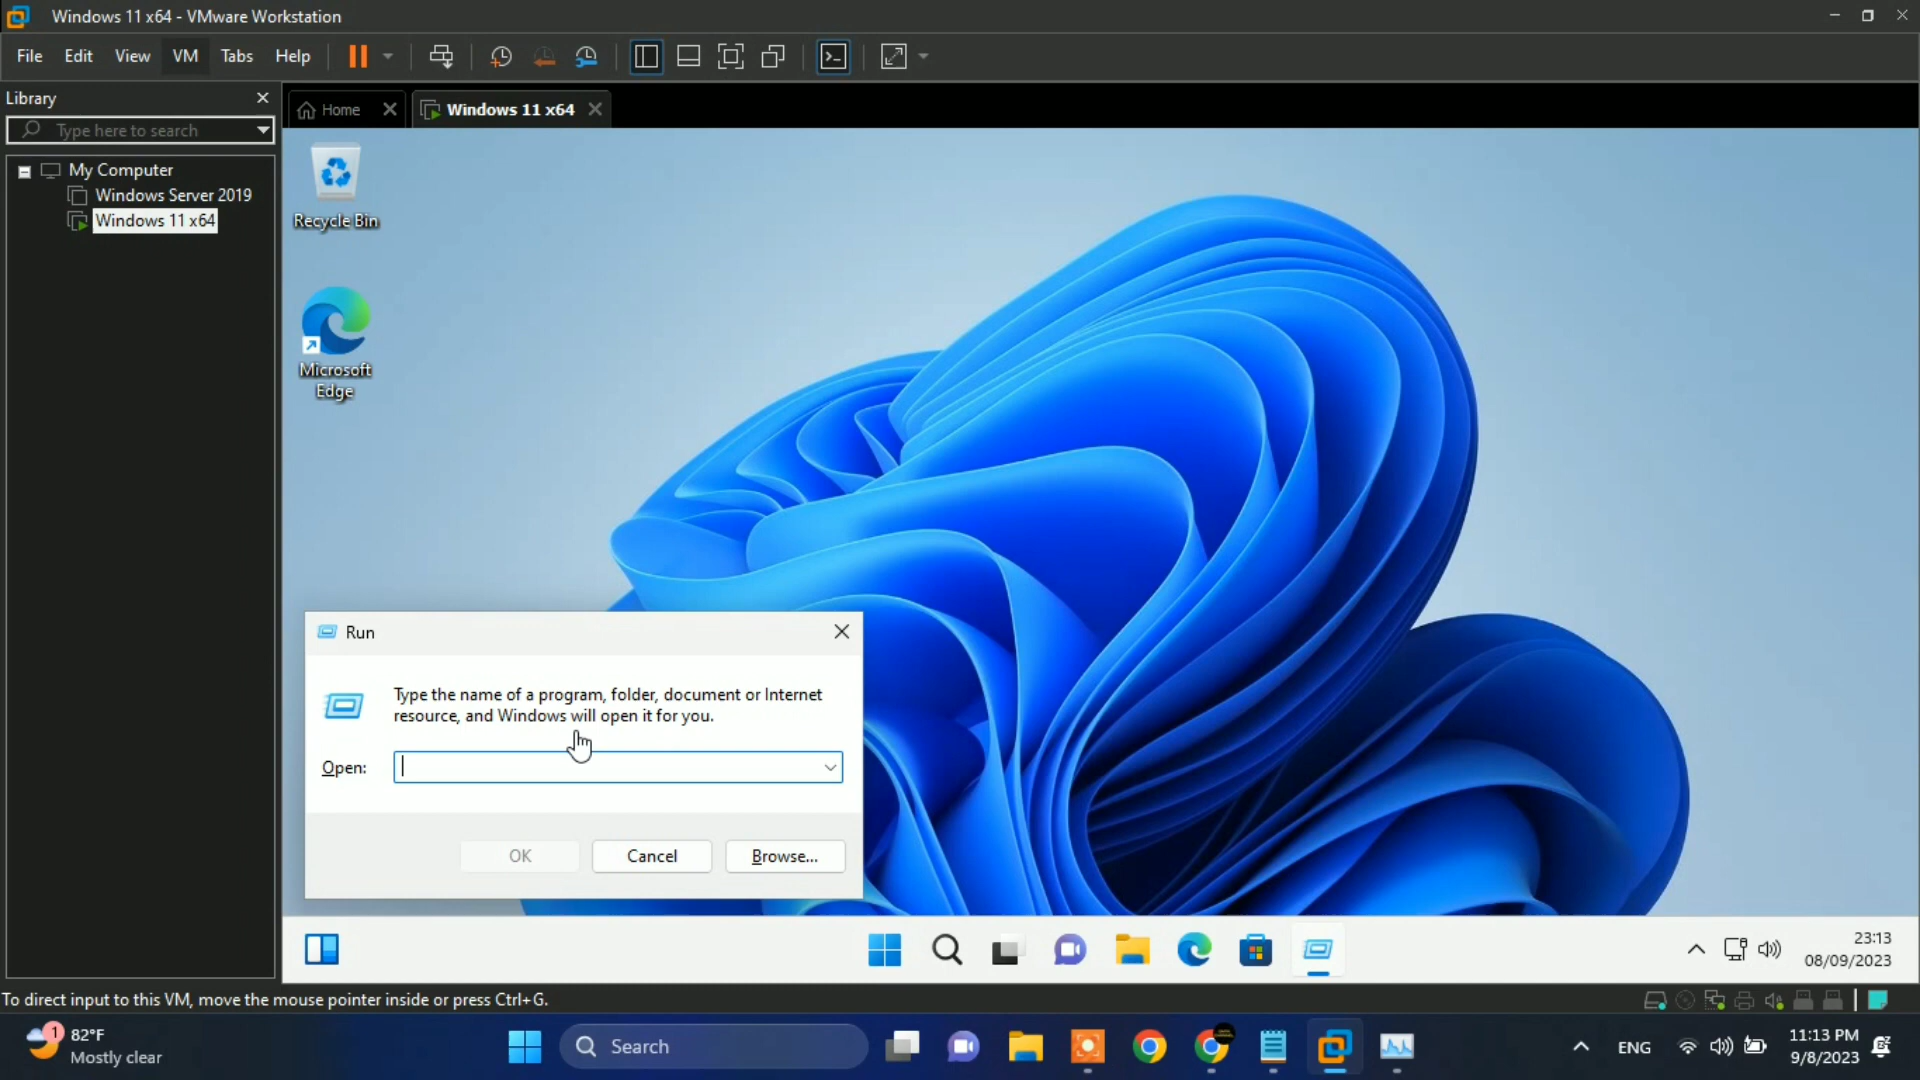 Windows 11 x64 - VMware Workstation
File Edit View VM Tabs Help
Library
Home
Windows 11 x64
Type here to search
My Computer
Windows Server 2019
Windows 11 x64
Recycle Bin
Microsoft
Edge
Run
Type the name of a program, folder, document or Internet
resource, and Windows will open it for you.
Open:
OK Cancel Browse...
23:13
08/09/2023
To direct input to this VM, move the mouse pointer inside or press Ctrl+G.
1
82°F
Mostly clear
Search
ENG
11:13 PM
9/8/2023